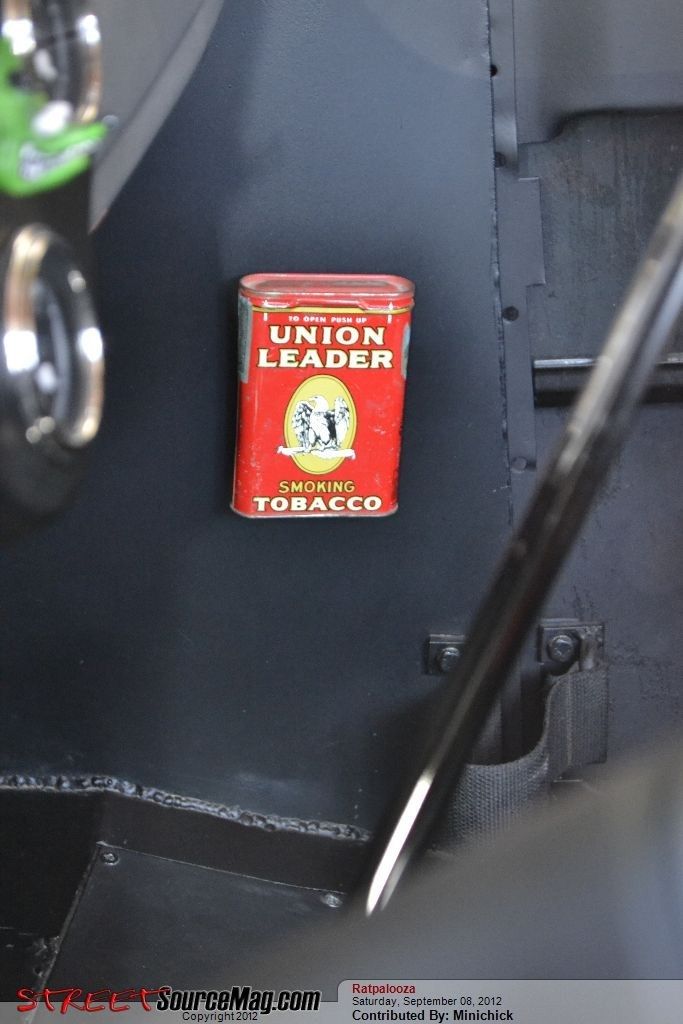 TO OPEN PUSH UP
UNION
LEADER
SMOKING
TOBACCO
STREETSourceMag.com
Copyright 2012
Ratpalooza
Saturday, September 08, 2012
Contributed By: Minichick